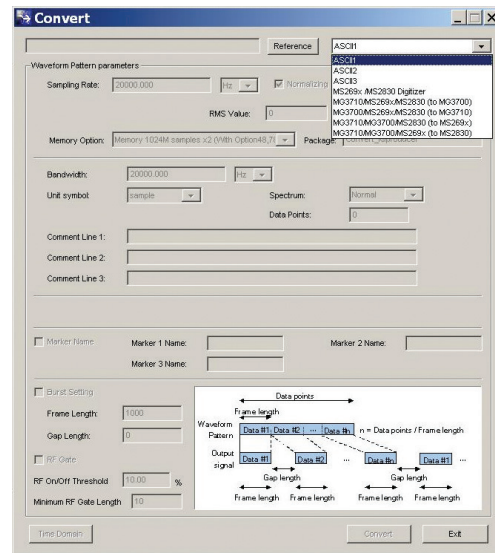 Convert
Reference
ASCII1
ASCII1
ASCII2
ASCII3
MS269x /MS2830 Digitizer
MG3710/MS269x/MS2830 (to MG3700)
MG3700/MS269x/MS2830 (to MG3710)
MG3710/MG3700/MS2830 (to MS269x)
MG3710/MG3700/MS269x (to MS2830)
Waveform Pattern parameters
Sampling Rate: 20000.000 Hz Normalizing
RMS Value: 0
Memory Option: Memory 1024M samples x2 (With Option48,7 Package:
Bandwidth: 20000.000 Hz
Unit symbol: sample Spectrum: Normal
Data Points: 0
Comment Line 1:
Comment Line 2:
Comment Line 3:
Marker Name Marker 1 Name: Marker 2 Name:
Marker 3 Name:
Burst Setting
Frame Length: 1000
Gap Length: 0
RF Gate
RF On/Off Threshold 10.00 %
Minimum RF Gate Length 10
Data points
Frame length
Waveform Pattern Data #1 Data #2 ... Data #n n = Data points / Frame length
Output signal Data #1 Data #2 ... Data #n Data #1 ...
Gap length Gap length
Frame length Frame length Frame length Frame length
Time Domain Convert Exit